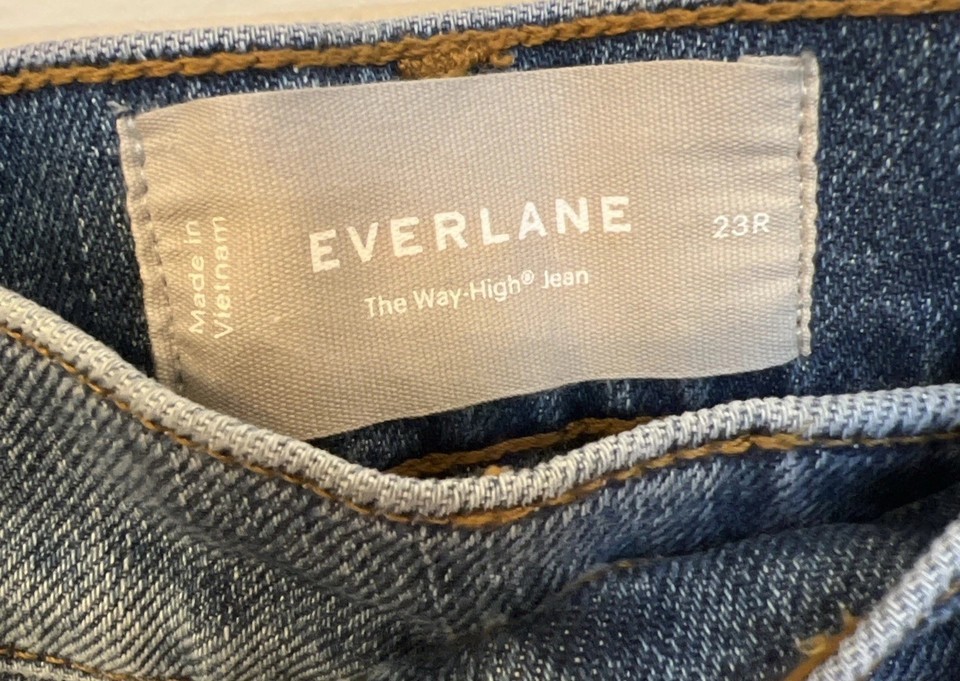 Made in
Vietnam
EVERLANE
The Way-High® Jean
23R